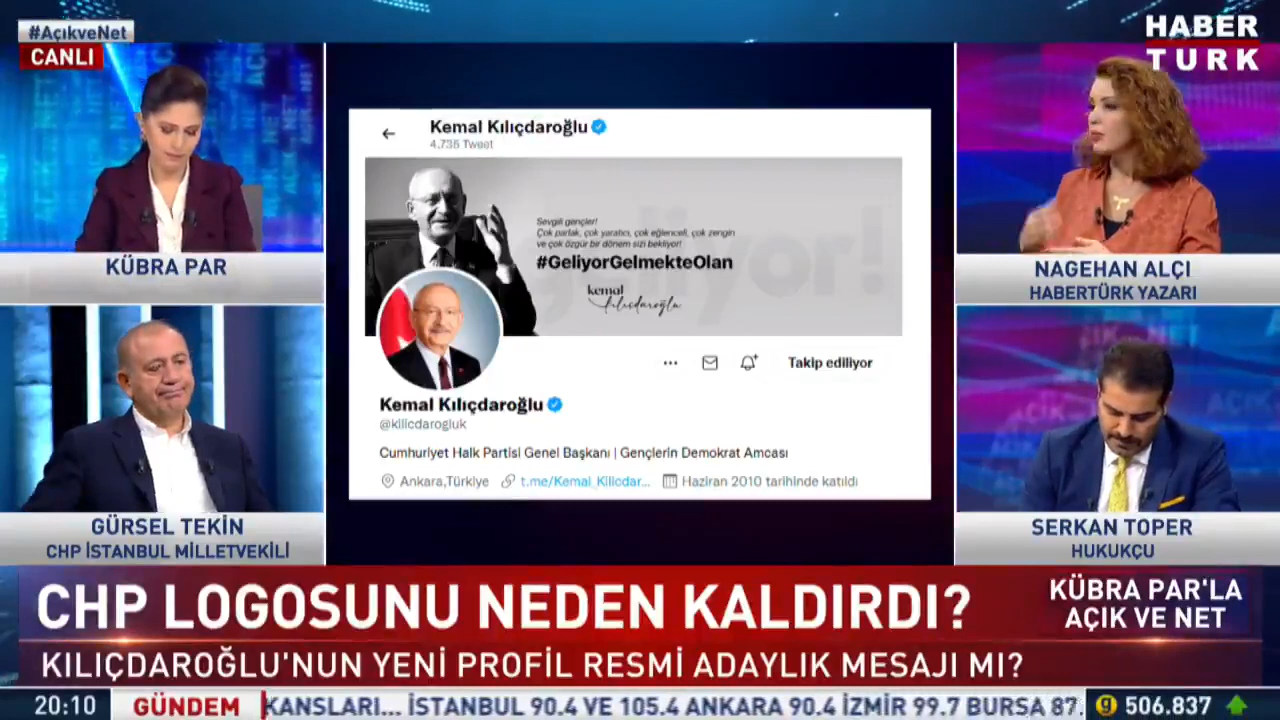 #AçıkveNet
CANLI
HABER
TURK
KÜBRA PAR
GÜRSEL TEKİN
CHP İSTANBUL MİLLETVEKİLİ
Kemal Kılıçdaroğlu
4.735 Tweet
Sevgili gençler!
Çok parlak, çok yaratıcı, çok eğlenceli, çok zengin
ve çok özgür bir dönem sizi bekliyor!
#GeliyorGelmekteOlan
kemal
kılıçdaroğlu
geliyor!
Takip ediliyor
Kemal Kılıçdaroğlu
@kilicdarogluk
Cumhuriyet Halk Partisi Genel Başkanı | Gençlerin Demokrat Amcası
Ankara,Türkiye t.me/Kemal_Kilicdar... Haziran 2010 tarihinde katıldı
NAGEHAN ALÇI
HABERTÜRK YAZARI
SERKAN TOPER
HUKUKÇU
CHP LOGOSUNU NEDEN KALDIRDI?
KILIÇDAROĞLU'NUN YENİ PROFİL RESMİ ADAYLIK MESAJI MI?
KÜBRA PAR'LA
AÇIK VE NET
20:10 GÜNDEM KANSLARI... İSTANBUL 90.4 VE 105.4 ANKARA 90.4 İZMİR 99.7 BURSA 87. 506.837